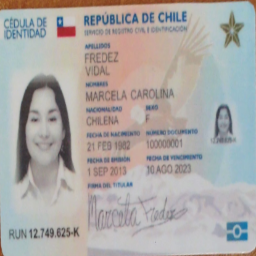 CÉDULA DE
IDENTIDAD
REPÚBLICA DE CHILE
SERVICIO DE REGISTRO CIVIL E IDENTIFICACIÓN
APELLIDOS
FREDEZ
VIDAL
NOMBRES
MARCELA CAROLINA
NACIONALIDAD SEXO
CHILENA F
FECHA DE NACIMIENTO NÚMERO DOCUMENTO
21 FEB 1982 100000001
FECHA DE EMISIÓN FECHA DE VENCIMIENTO
1 SEP 2013 30 AGO 2023
FIRMA DEL TITULAR
Marcela Fredez
RUN 12.749.625-K